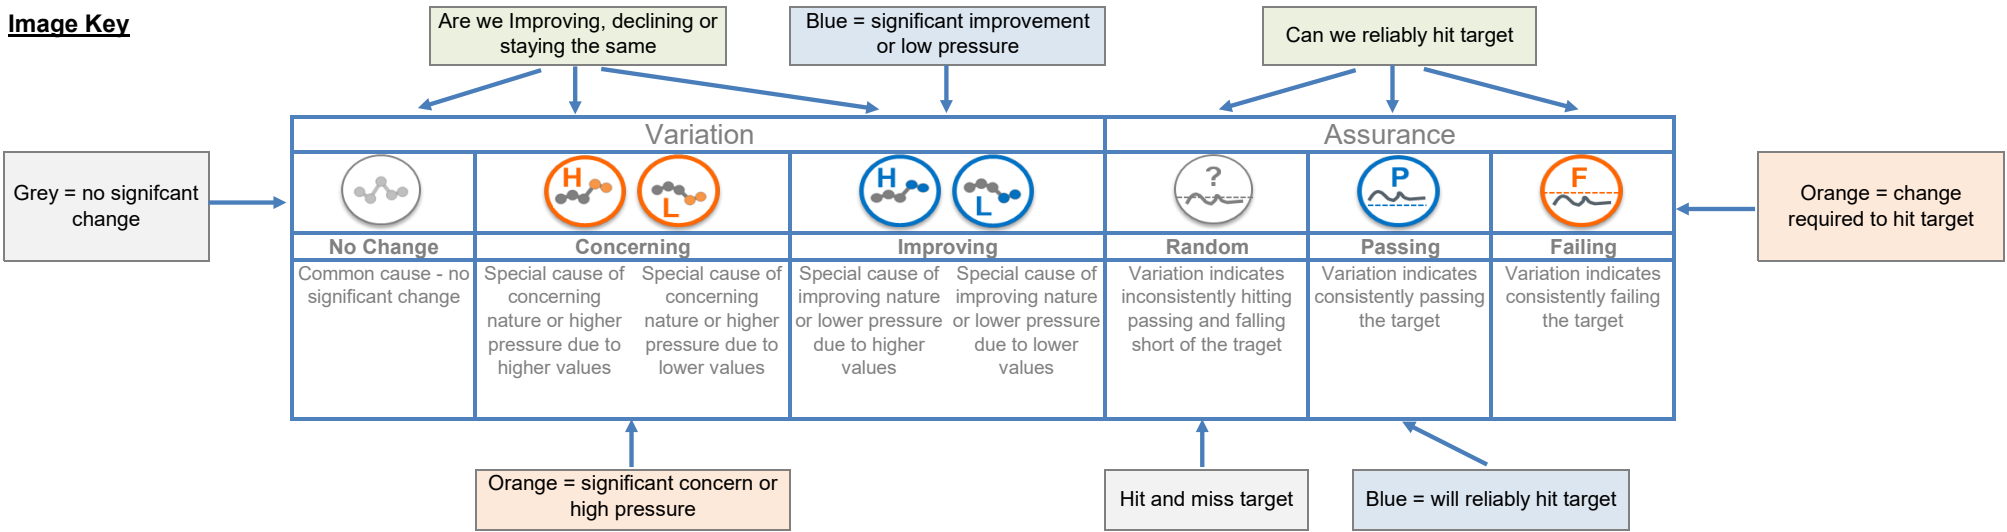 Image Key
Are we Improving, declining or
staying the same
Blue = significant improvement
or low pressure
Can we reliably hit target
Grey = no signifcant
change
Variation
Assurance
H
L
H
L
?
P
F
Orange = change
required to hit target
No Change
Concerning
Improving
Random
Passing
Failing
Common cause - no
significant change
Special cause of
concerning
nature or higher
pressure due to
higher values
Special cause of
concerning
nature or higher
pressure due to
lower values
Special cause of
improving nature
or lower pressure
due to higher
values
Special cause of
improving nature
or lower pressure
due to lower
values
Variation indicates
inconsistently hitting
passing and falling
short of the traget
Variation indicates
consistently passing
the target
Variation indicates
consistently failing
the target
Orange = significant concern or
high pressure
Hit and miss target
Blue = will reliably hit target